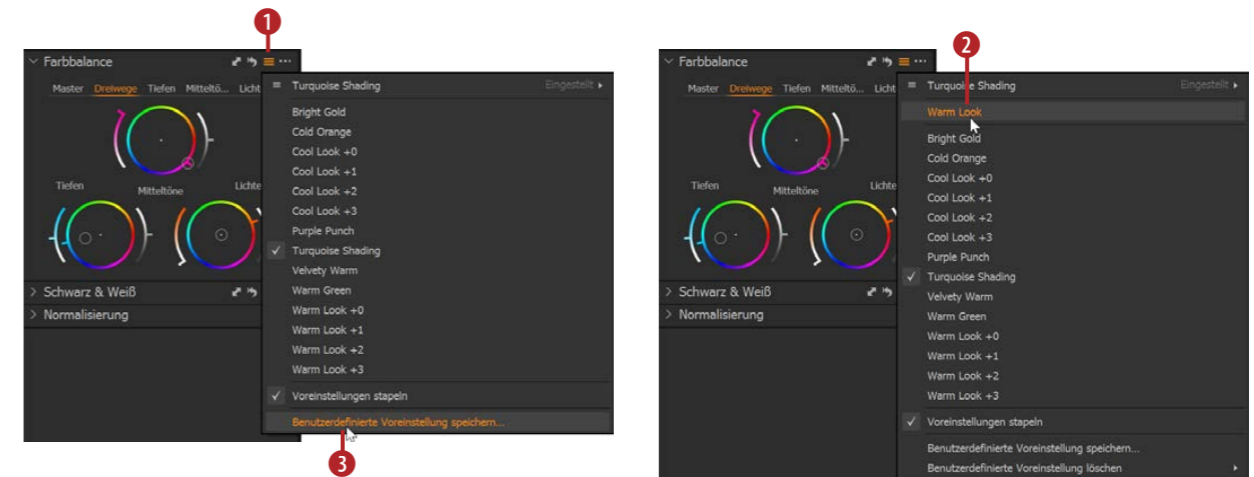 1
Farbbalance
Master Dreiwege Tiefen Mitteltö... Licht
Tiefen Mitteltöne Lichte
Schwarz & Weiß
Normalisierung
Turquoise Shading Eingestellt
Bright Gold
Cold Orange
Cool Look +0
Cool Look +1
Cool Look +2
Cool Look +3
Purple Punch
Turquoise Shading
Velvety Warm
Warm Green
Warm Look +0
Warm Look +1
Warm Look +2
Warm Look +3
Voreinstellungen stapeln
Benutzerdefinierte Voreinstellung speichern...
3
2
Farbbalance
Master Dreiwege Tiefen Mitteltö... Licht
Tiefen Mitteltöne Lichte
Schwarz & Weiß
Normalisierung
Turquoise Shading Eingestellt
Warm Look
Bright Gold
Cold Orange
Cool Look +0
Cool Look +1
Cool Look +2
Cool Look +3
Purple Punch
Turquoise Shading
Velvety Warm
Warm Green
Warm Look +0
Warm Look +1
Warm Look +2
Warm Look +3
Voreinstellungen stapeln
Benutzerdefinierte Voreinstellung speichern...
Benutzerdefinierte Voreinstellung löschen